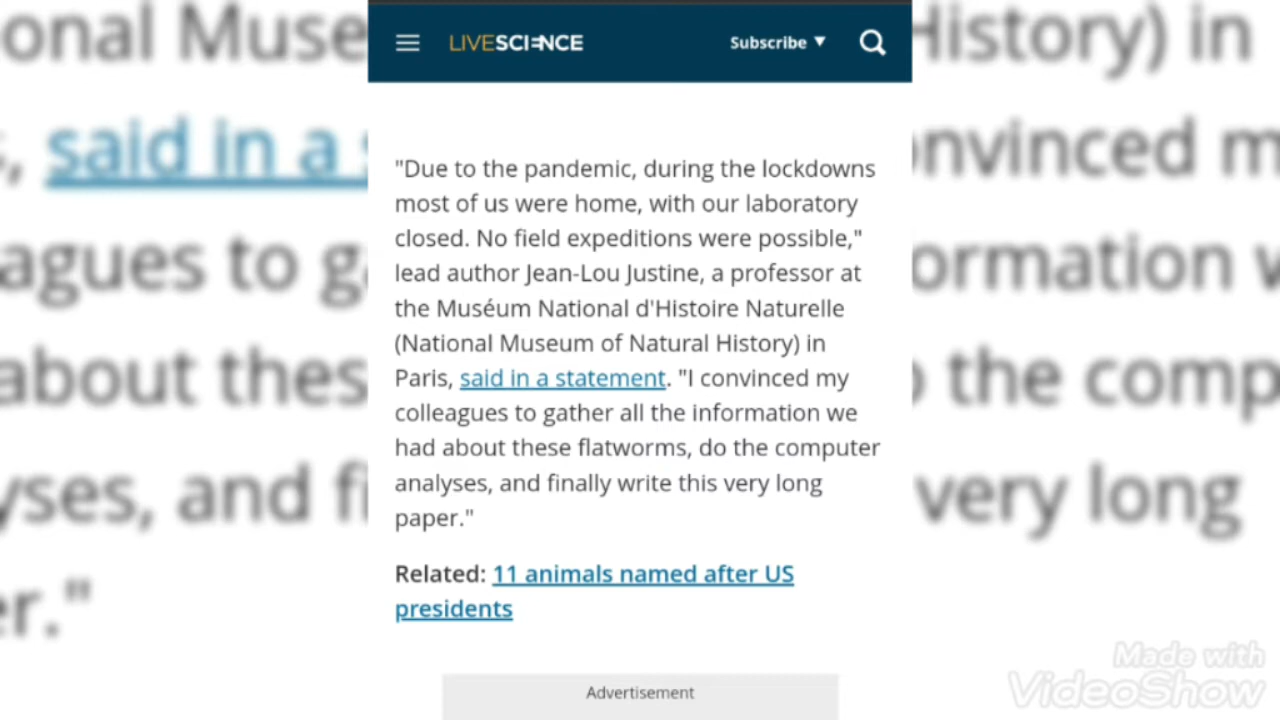 LIVESCIENCE
Subscribe ▼
"Due to the pandemic, during the lockdowns
most of us were home, with our laboratory
closed. No field expeditions were possible,"
lead author Jean-Lou Justine, a professor at
the Muséum National d'Histoire Naturelle
(National Museum of Natural History) in
Paris, said in a statement. "I convinced my
colleagues to gather all the information we
had about these flatworms, do the computer
analyses, and finally write this very long
paper."
Related: 11 animals named after US
presidents
Advertisement
Made with
VideoShow